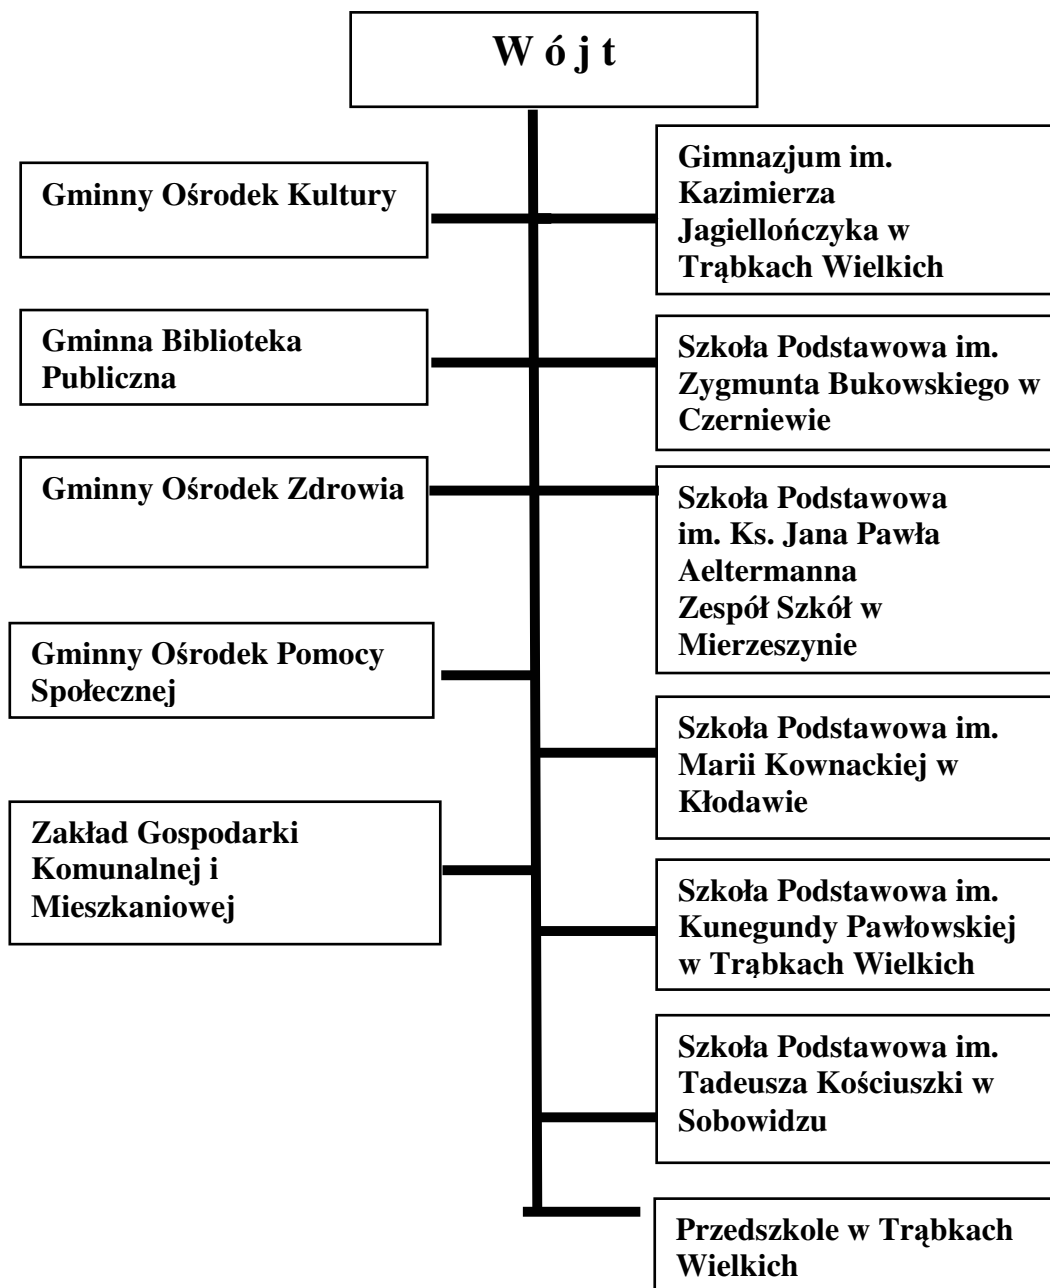 W ó j t
Gminny Ośrodek Kultury
Gminna Biblioteka
Publiczna
Gminny Ośrodek Zdrowia
Gminny Ośrodek Pomocy
Społecznej
Zakład Gospodarki
Komunalnej i
Mieszkaniowej
Gimnazjum im.
Kazimierza
Jagiellończyka w
Trąbkach Wielkich
Szkoła Podstawowa im.
Zygmunta Bukowskiego w
Czerniewie
Szkoła Podstawowa
im. Ks. Jana Pawła
Aeltermanna
Zespół Szkół w
Mierzeszynie
Szkoła Podstawowa im.
Marii Kownackiej w
Kłodawie
Szkoła Podstawowa im.
Kunegundy Pawłowskiej
w Trąbkach Wielkich
Szkoła Podstawowa im.
Tadeusza Kościuszki w
Sobowidzu
Przedszkole w Trąbkach
Wielkich